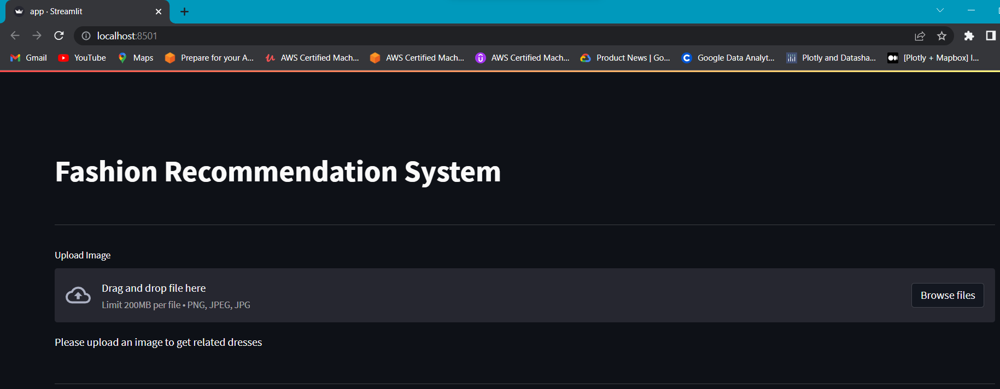 app · Streamlit
localhost:8501
Gmail YouTube Maps Prepare for your A... AWS Certified Mach... AWS Certified Mach... AWS Certified Mach... Product News | Go... Google Data Analyt... Plotly and Datasha... [Plotly + Mapbox] I...
Fashion Recommendation System
Upload Image
Drag and drop file here
Limit 200MB per file • PNG, JPEG, JPG
Browse files
Please upload an image to get related dresses